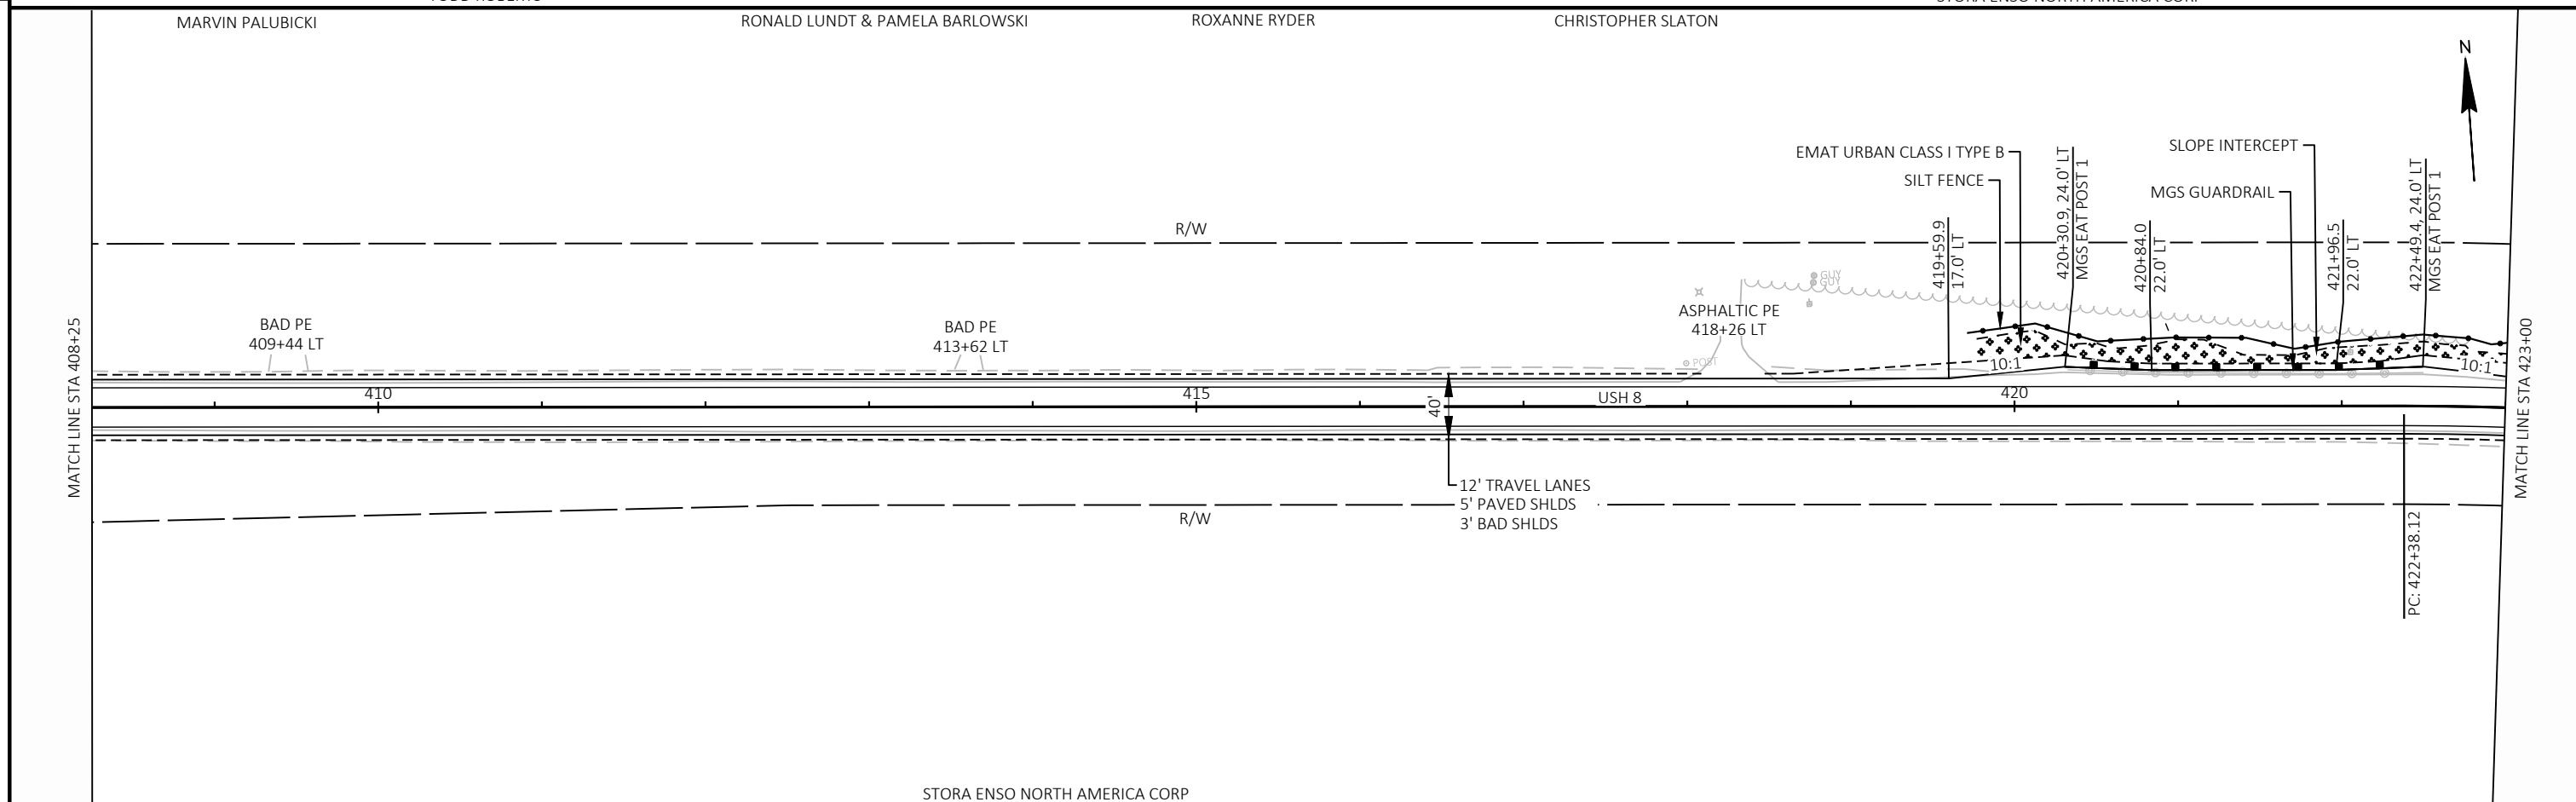 MARVIN PALUBICKI
RONALD LUNDT & PAMELA BARLOWSKI
ROXANNE RYDER
CHRISTOPHER SLATON
N
EMAT URBAN CLASS I TYPE B
SILT FENCE
SLOPE INTERCEPT
MGS GUARDRAIL
R/W
419+59.9
17.0' LT
420+30.9, 24.0' LT
MGS EAT POST 1
420+84.0
22.0' LT
421+96.5
22.0' LT
422+49.4, 24.0' LT
MGS EAT POST 1
GUY
GUY
BAD PE
409+44 LT
BAD PE
413+62 LT
ASPHALTIC PE
418+26 LT
POST
10:1
10:1
MATCH LINE STA 408+25
MATCH LINE STA 423+00
410
415
USH 8
420
40'
12' TRAVEL LANES
5' PAVED SHLDS
3' BAD SHLDS
R/W
PC: 422+38.12
STORA ENSO NORTH AMERICA CORP